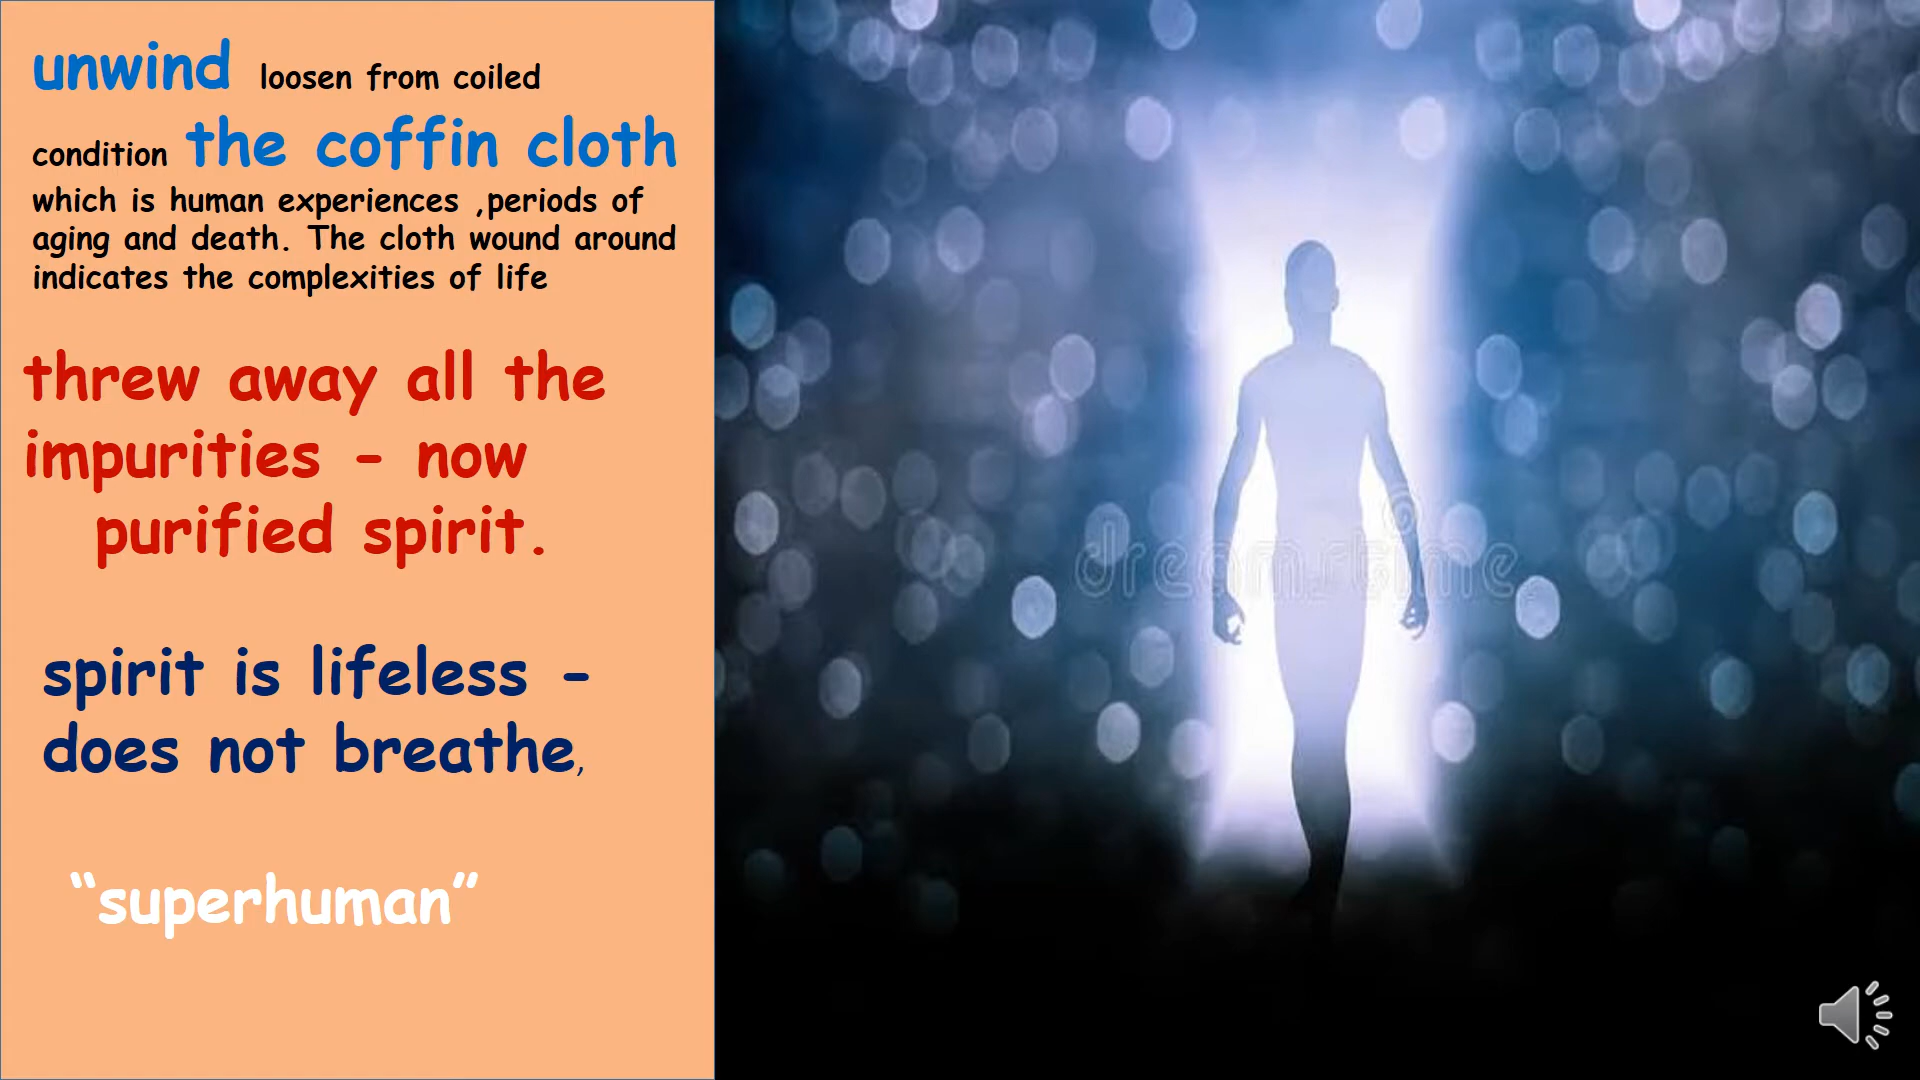 unwind loosen from coiled
condition the coffin cloth
which is human experiences ,periods of
aging and death. The cloth wound around
indicates the complexities of life
threw away all the
impurities - now
purified spirit.
spirit is lifeless -
does not breathe,
“superhuman”
dreamstime